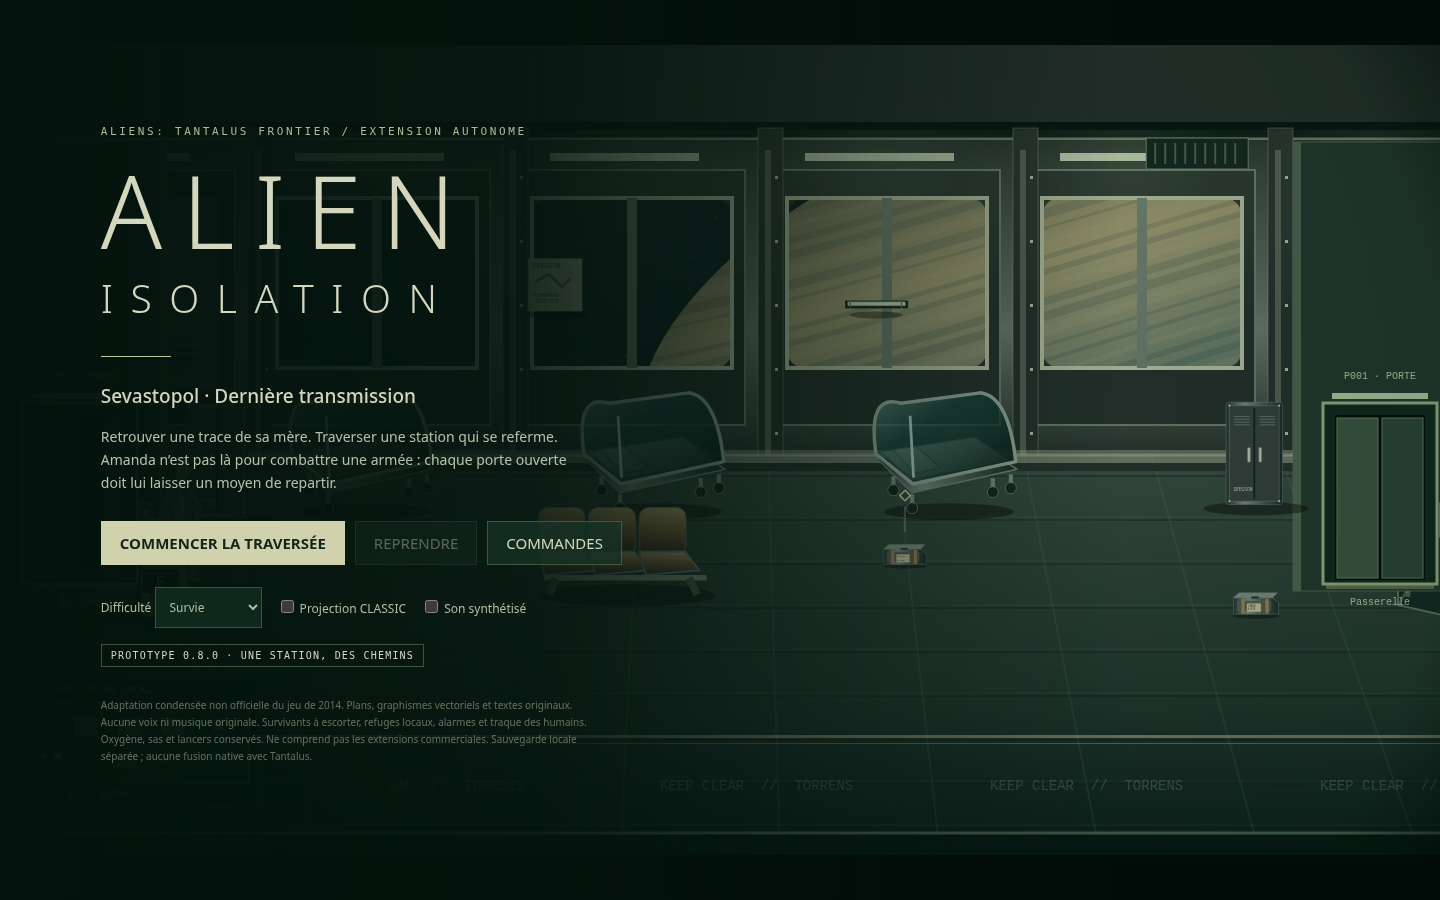 ALIENS: TANTALUS FRONTIER / EXTENSION AUTONOME
ALIEN
ISOLATION
Sevastopol · Dernière transmission
Retrouver une trace de sa mère. Traverser une station qui se referme.
Amanda n’est pas là pour combattre une armée : chaque porte ouverte
doit lui laisser un moyen de repartir.
COMMENCER LA TRAVERSÉE
REPRENDRE
COMMANDES
Difficulté
Survie
Projection CLASSIC
Son synthétisé
PROTOTYPE 0.8.0 · UNE STATION, DES CHEMINS
Adaptation condensée non officielle du jeu de 2014. Plans, graphismes vectoriels et textes originaux.
Aucune voix ni musique originale. Survivants à escorter, refuges locaux, alarmes et traque des humains.
Oxygène, sas et lancers conservés. Ne comprend pas les extensions commerciales. Sauvegarde locale
séparée ; aucune fusion native avec Tantalus.
P001 · PORTE
SEEGSON
Passerelle
KEEP CLEAR // TORRENS
KEEP CLEAR // TORRENS
KEEP CLEAR // TORRENS
KEEP CLEAR //